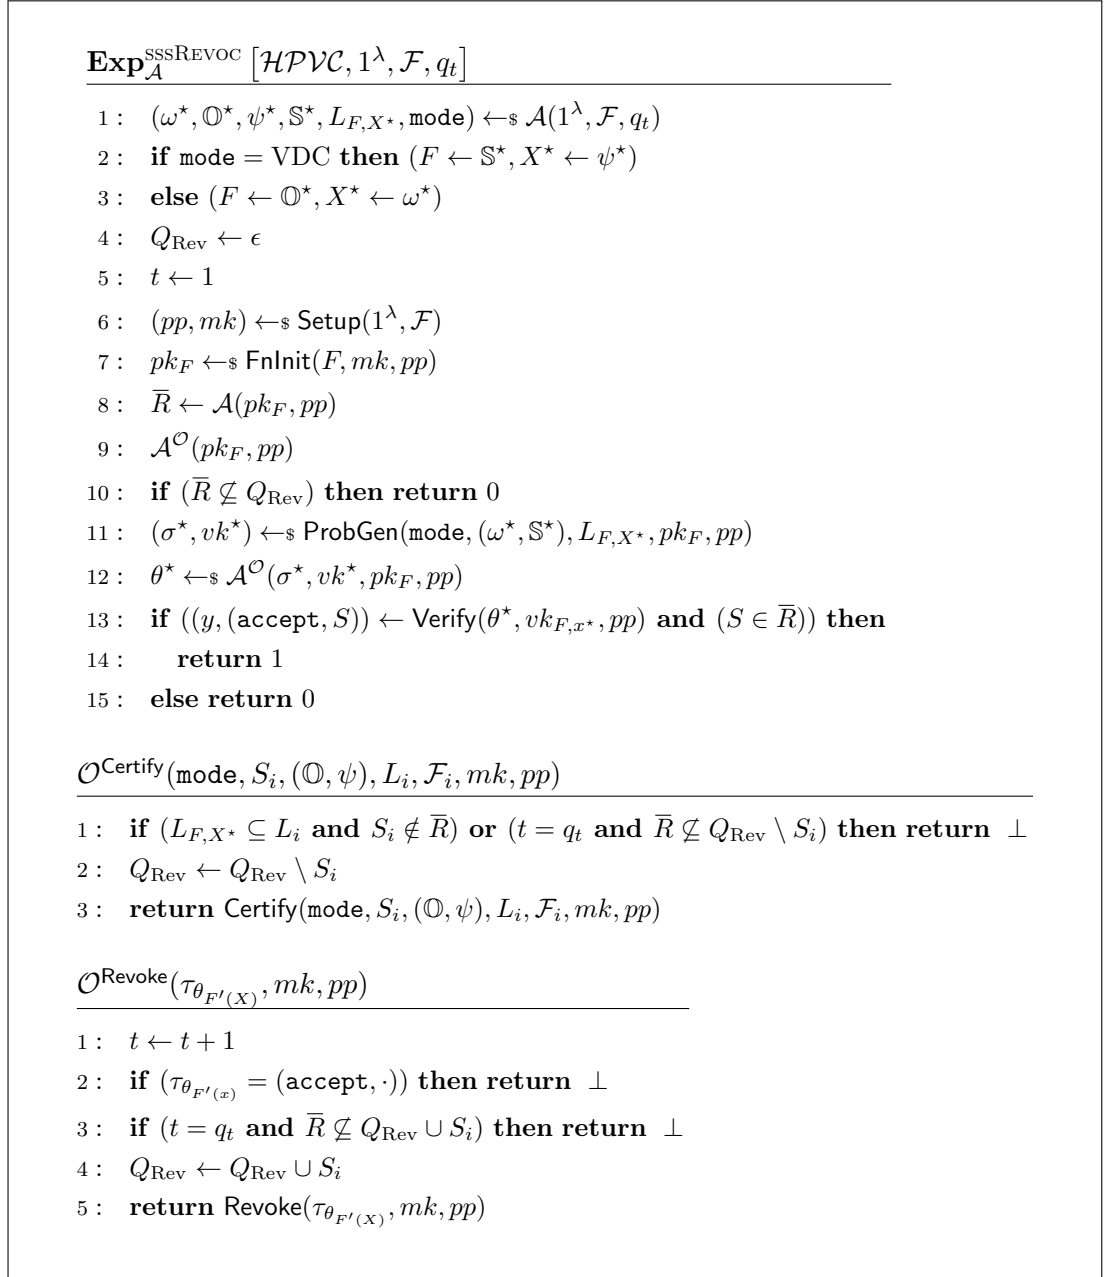 Exp_𝒜^{sssRevoc} [ℋ𝒫𝒱𝒞, 1^λ, ℱ, q_t]
1 : (ω^⋆, 𝕆^⋆, ψ^⋆, 𝕊^⋆, L_{F,X^⋆}, mode) ←$ 𝒜(1^λ, ℱ, q_t)
2 : if mode = VDC then (F ← 𝕊^⋆, X^⋆ ← ψ^⋆)
3 : else (F ← 𝕆^⋆, X^⋆ ← ω^⋆)
4 : Q_Rev ← ϵ
5 : t ← 1
6 : (pp, mk) ←$ Setup(1^λ, ℱ)
7 : pk_F ←$ FnInit(F, mk, pp)
8 : R̅ ← 𝒜(pk_F, pp)
9 : 𝒜^𝒪(pk_F, pp)
10 : if (R̅ ⊈ Q_Rev) then return 0
11 : (σ^⋆, vk^⋆) ←$ ProbGen(mode, (ω^⋆, 𝕊^⋆), L_{F,X^⋆}, pk_F, pp)
12 : θ^⋆ ←$ 𝒜^𝒪(σ^⋆, vk^⋆, pk_F, pp)
13 : if ((y, (accept, S)) ← Verify(θ^⋆, vk_{F,x^⋆}, pp) and (S ∈ R̅)) then
14 : return 1
15 : else return 0
𝒪^{Certify}(mode, S_i, (𝕆, ψ), L_i, ℱ_i, mk, pp)
1 : if (L_{F,X^⋆} ⊆ L_i and S_i ∉ R̅) or (t = q_t and R̅ ⊈ Q_Rev \ S_i) then return ⊥
2 : Q_Rev ← Q_Rev \ S_i
3 : return Certify(mode, S_i, (𝕆, ψ), L_i, ℱ_i, mk, pp)
𝒪^{Revoke}(τ_{θ_{F'(X)}}, mk, pp)
1 : t ← t + 1
2 : if (τ_{θ_{F'(x)}} = (accept, ·)) then return ⊥
3 : if (t = q_t and R̅ ⊈ Q_Rev ∪ S_i) then return ⊥
4 : Q_Rev ← Q_Rev ∪ S_i
5 : return Revoke(τ_{θ_{F'(X)}}, mk, pp)